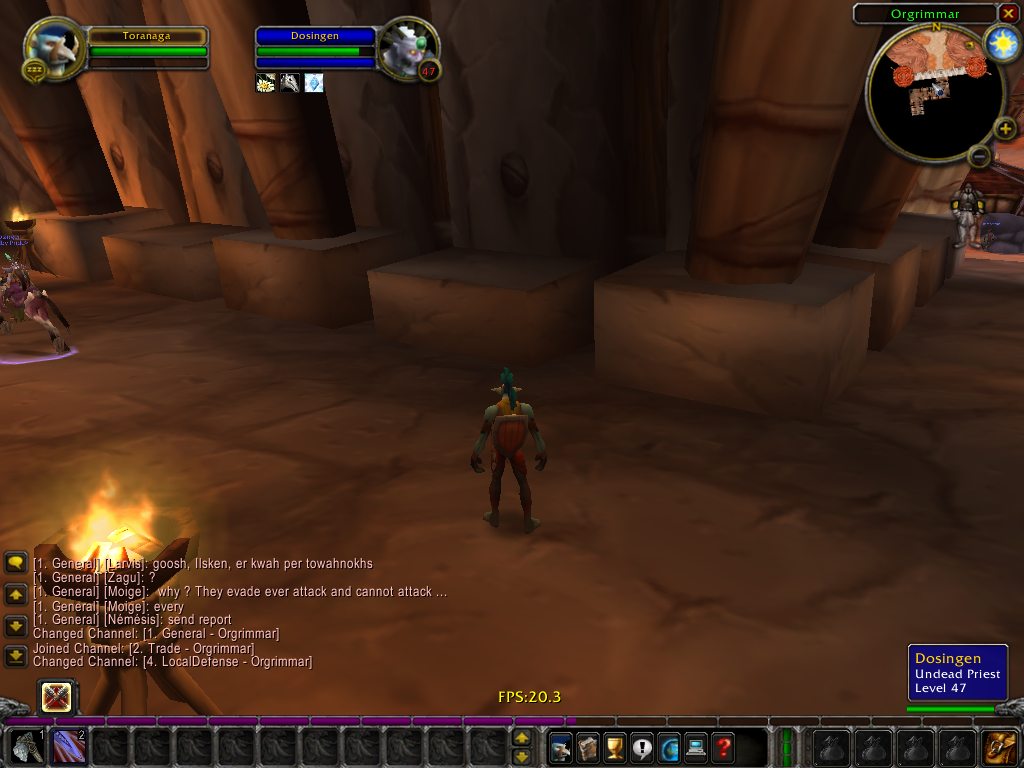 Toranaga
zzz
Dosingen
47
Orgrimmar
N
[1. General] [Larvis]: goosh, Ilsken, er kwah per towahnokhs
[1. General] [Zagu]: ?
[1. General] [Moige]: why ? They evade ever attack and cannot attack ...
[1. General] [Moige]: every
[1. General] [Némésis]: send report
Changed Channel: [1. General - Orgrimmar]
Joined Channel: [2. Trade - Orgrimmar]
Changed Channel: [4. LocalDefense - Orgrimmar]
Dosingen
Undead Priest
Level 47
FPS:20.3
1 2